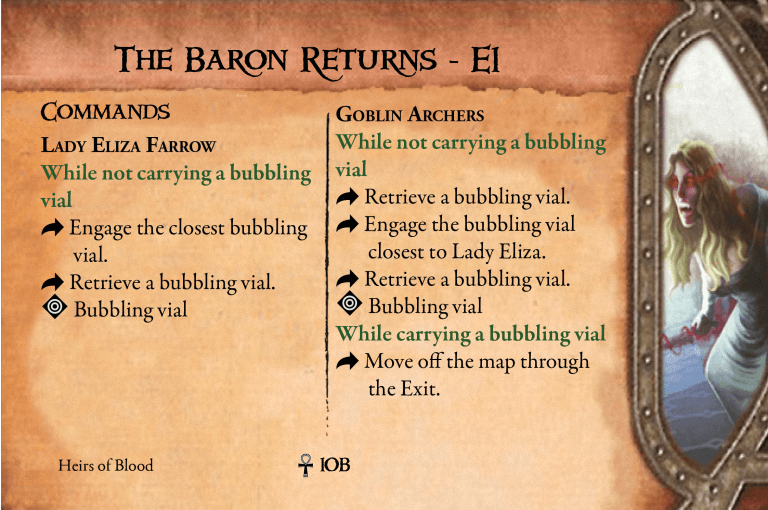 THE BARON RETURNS - E1
COMMANDS
LADY ELIZA FARROW
While not carrying a bubbling
vial
Engage the closest bubbling
vial.
Retrieve a bubbling vial.
Bubbling vial
GOBLIN ARCHERS
While not carrying a bubbling
vial
Retrieve a bubbling vial.
Engage the bubbling vial
closest to Lady Eliza.
Retrieve a bubbling vial.
Bubbling vial
While carrying a bubbling vial
Move off the map through
the Exit.
Heirs of Blood
10B